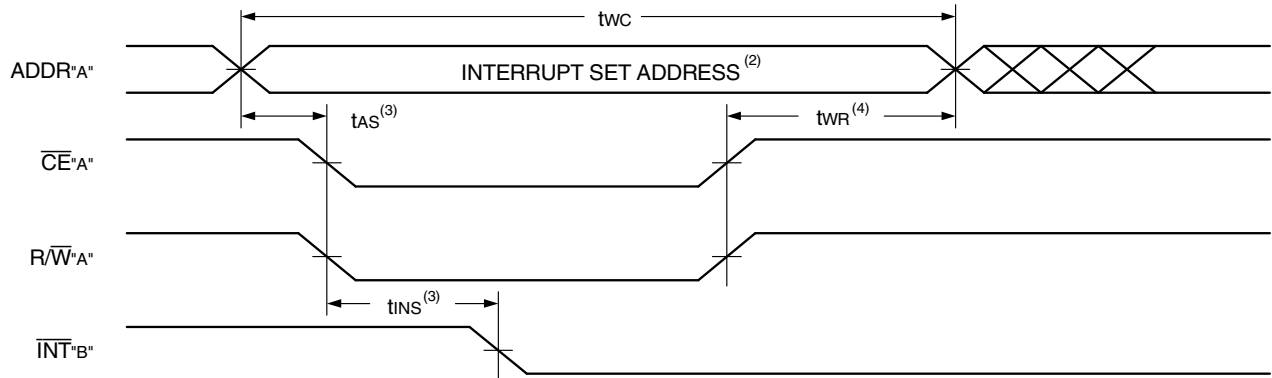 tWC
ADDR"A"
INTERRUPT SET ADDRESS(2)
tAS(3)
tWR(4)
CE"A"
R/W"A"
tINS(3)
INT"B"